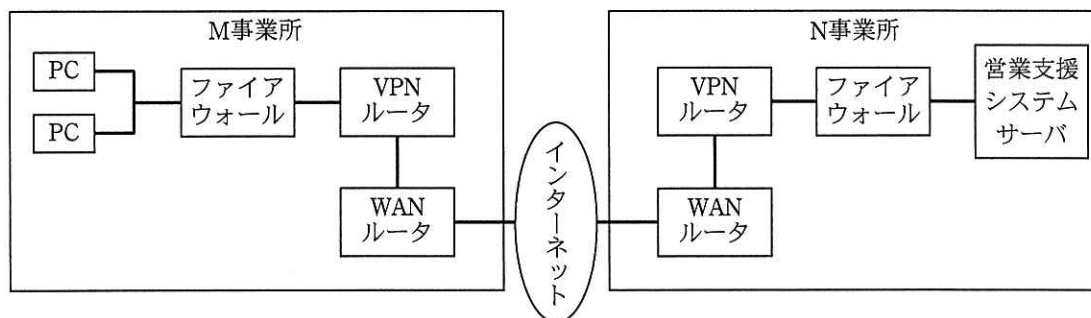 M事業所
PC
PC
ファイア
ウォール
VPN
ルータ
WAN
ルータ
インターネット
N事業所
VPN
ルータ
ファイア
ウォール
営業支援
システム
サーバ
WAN
ルータ